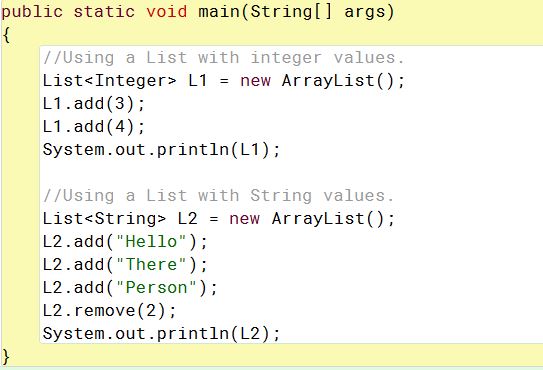 public static void main(String[] args)
{
//Using a List with integer values.
List<Integer> L1 = new ArrayList();
L1.add(3);
L1.add(4);
System.out.println(L1);
//Using a List with String values.
List<String> L2 = new ArrayList();
L2.add("Hello");
L2.add("There");
L2.add("Person");
L2.remove(2);
System.out.println(L2);
}